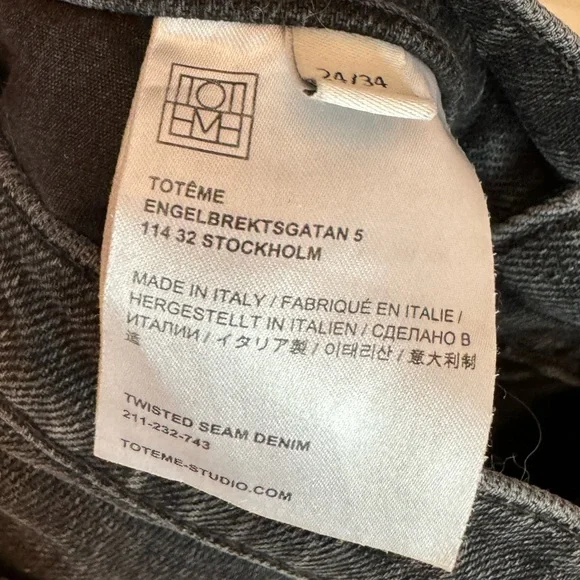 24/34
TOTÊME
ENGELBREKTSGATAN 5
114 32 STOCKHOLM
MADE IN ITALY / FABRIQUÉ EN ITALIE /
HERGESTELLT IN ITALIEN / СДЕЛАНО В
ИТАЛИИ / イタリア製 / 이태리산 / 意大利制
造
TWISTED SEAM DENIM
211-232-743
TOTEME-STUDIO.COM